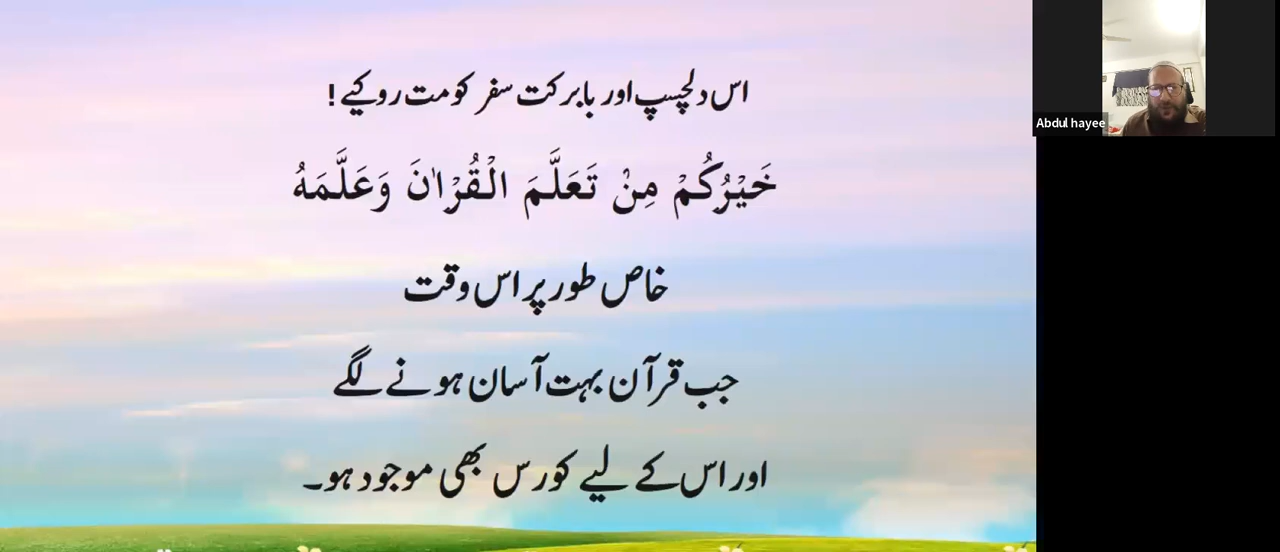 اس دلچسپ اور بابرکت سفر کو مت روکیے!
خَيْرُكُمْ مِنْ تَعَلَّمَ الْقُرْاٰنَ وَعَلَّمَهُ
خاص طور پر اس وقت
جب قرآن بہت آسان ہونے لگے
اور اس کے لیے کورس بھی موجود ہو۔
Abdul hayee